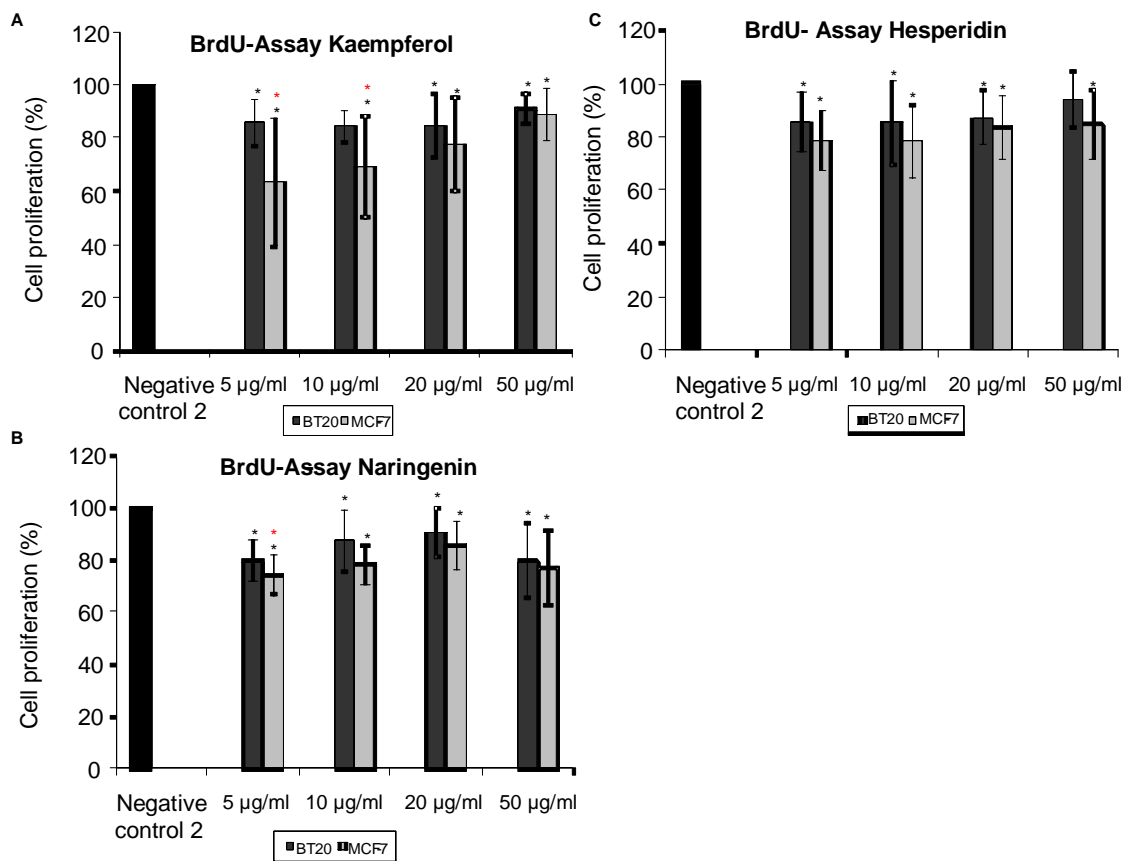 A
BrdU-Assay Kaempferol
Cell proliferation (%)
120
100
80
60
40
20
0
* * * * * * * * *
Negative control 2
5 µg/ml
10 µg/ml
20 µg/ml
50 µg/ml
BT20 MCF7
B
BrdU-Assay Naringenin
Cell proliferation (%)
120
100
80
60
40
20
0
* * * * * * * * *
Negative control 2
5 µg/ml
10 µg/ml
20 µg/ml
50 µg/ml
BT20 MCF7
C
BrdU- Assay Hesperidin
Cell proliferation (%)
120
100
80
60
40
20
0
* * * * * * *
Negative control 2
5 µg/ml
10 µg/ml
20 µg/ml
50 µg/ml
BT20 MCF7